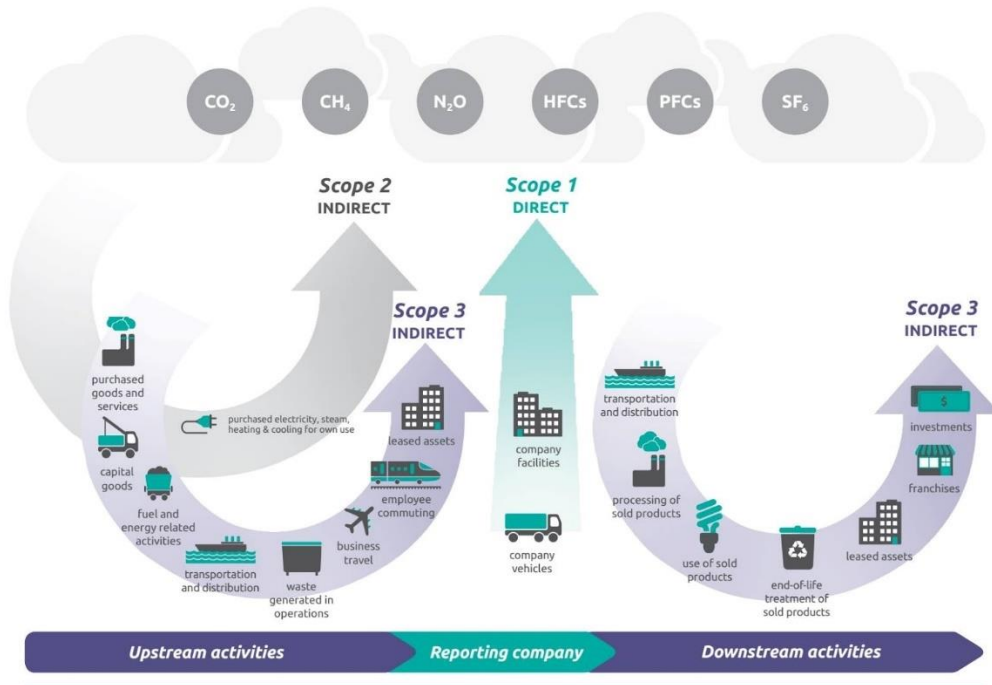 CO₂
CH₄
N₂O
HFCs
PFCs
SF₆
Scope 2
INDIRECT
Scope 1
DIRECT
Scope 3
INDIRECT
Scope 3
INDIRECT
purchased
goods and
services
capital
goods
fuel and
energy related
activities
transportation
and distribution
waste
generated in
operations
business
travel
employee
commuting
leased assets
purchased electricity, steam,
heating & cooling for own use
company
facilities
company
vehicles
transportation
and distribution
processing of
sold products
use of sold
products
end-of-life
treatment of
sold products
leased assets
franchises
$
investments
Upstream activities
Reporting company
Downstream activities